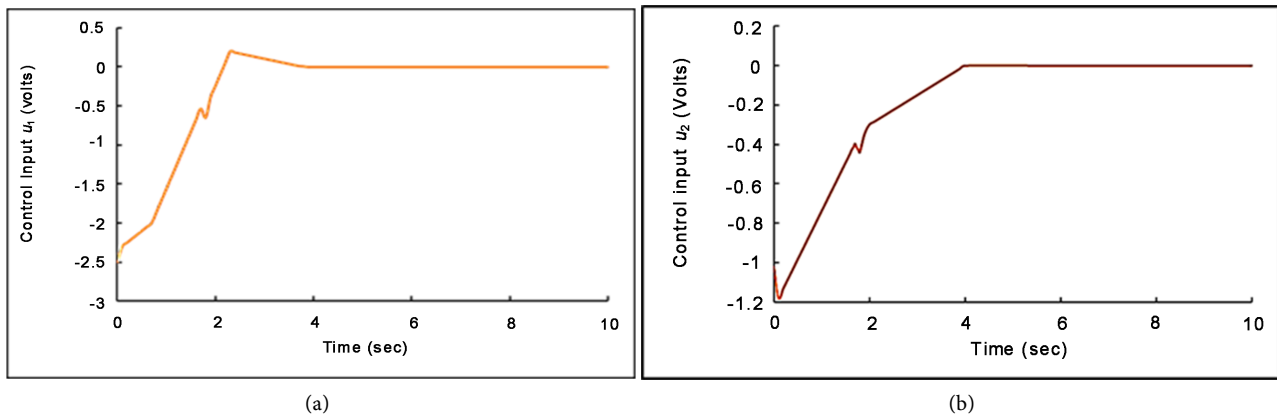 0.5
0
-0.5
-1
-1.5
-2
-2.5
-3
Control Input u1 (volts)
0 2 4 6 8 10
Time (sec)
(a)
0.2
0
-0.2
-0.4
-0.6
-0.8
-1
-1.2
Control input u2 (Volts)
0 2 4 6 8 10
Time (sec)
(b)